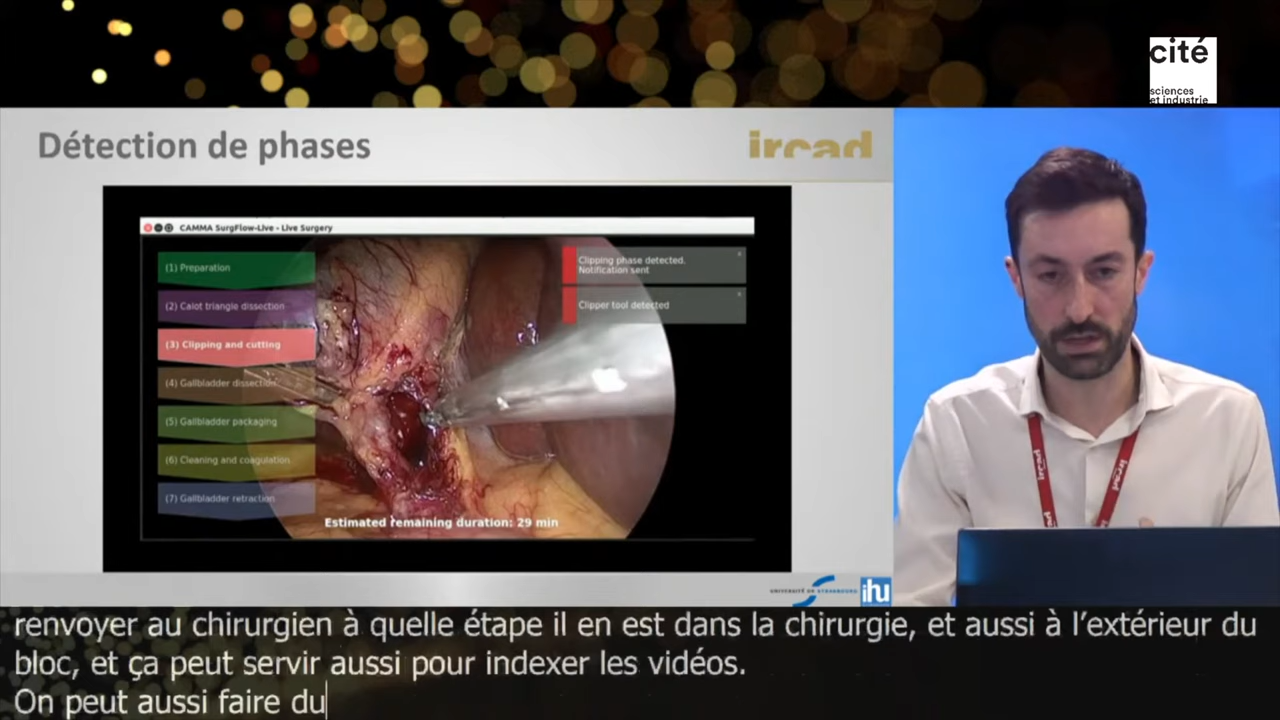 cité
sciences
et industrie
Détection de phases
ircad
CAMMA SurgFlow-Live - Live Surgery
(1) Preparation
(2) Calot triangle dissection
(3) Clipping and cutting
(4) Gallbladder dissection
(5) Gallbladder packaging
(6) Cleaning and coagulation
(7) Gallbladder retraction
Clipping phase detected.
Notification sent
Clipper tool detected
Estimated remaining duration: 29 min
ircad
ircad
UNIVERSITÉ DE STRASBOURG
ihu
renvoyer au chirurgien à quelle étape il en est dans la chirurgie, et aussi à l'extérieur du
bloc, et ça peut servir aussi pour indexer les vidéos.
On peut aussi faire du